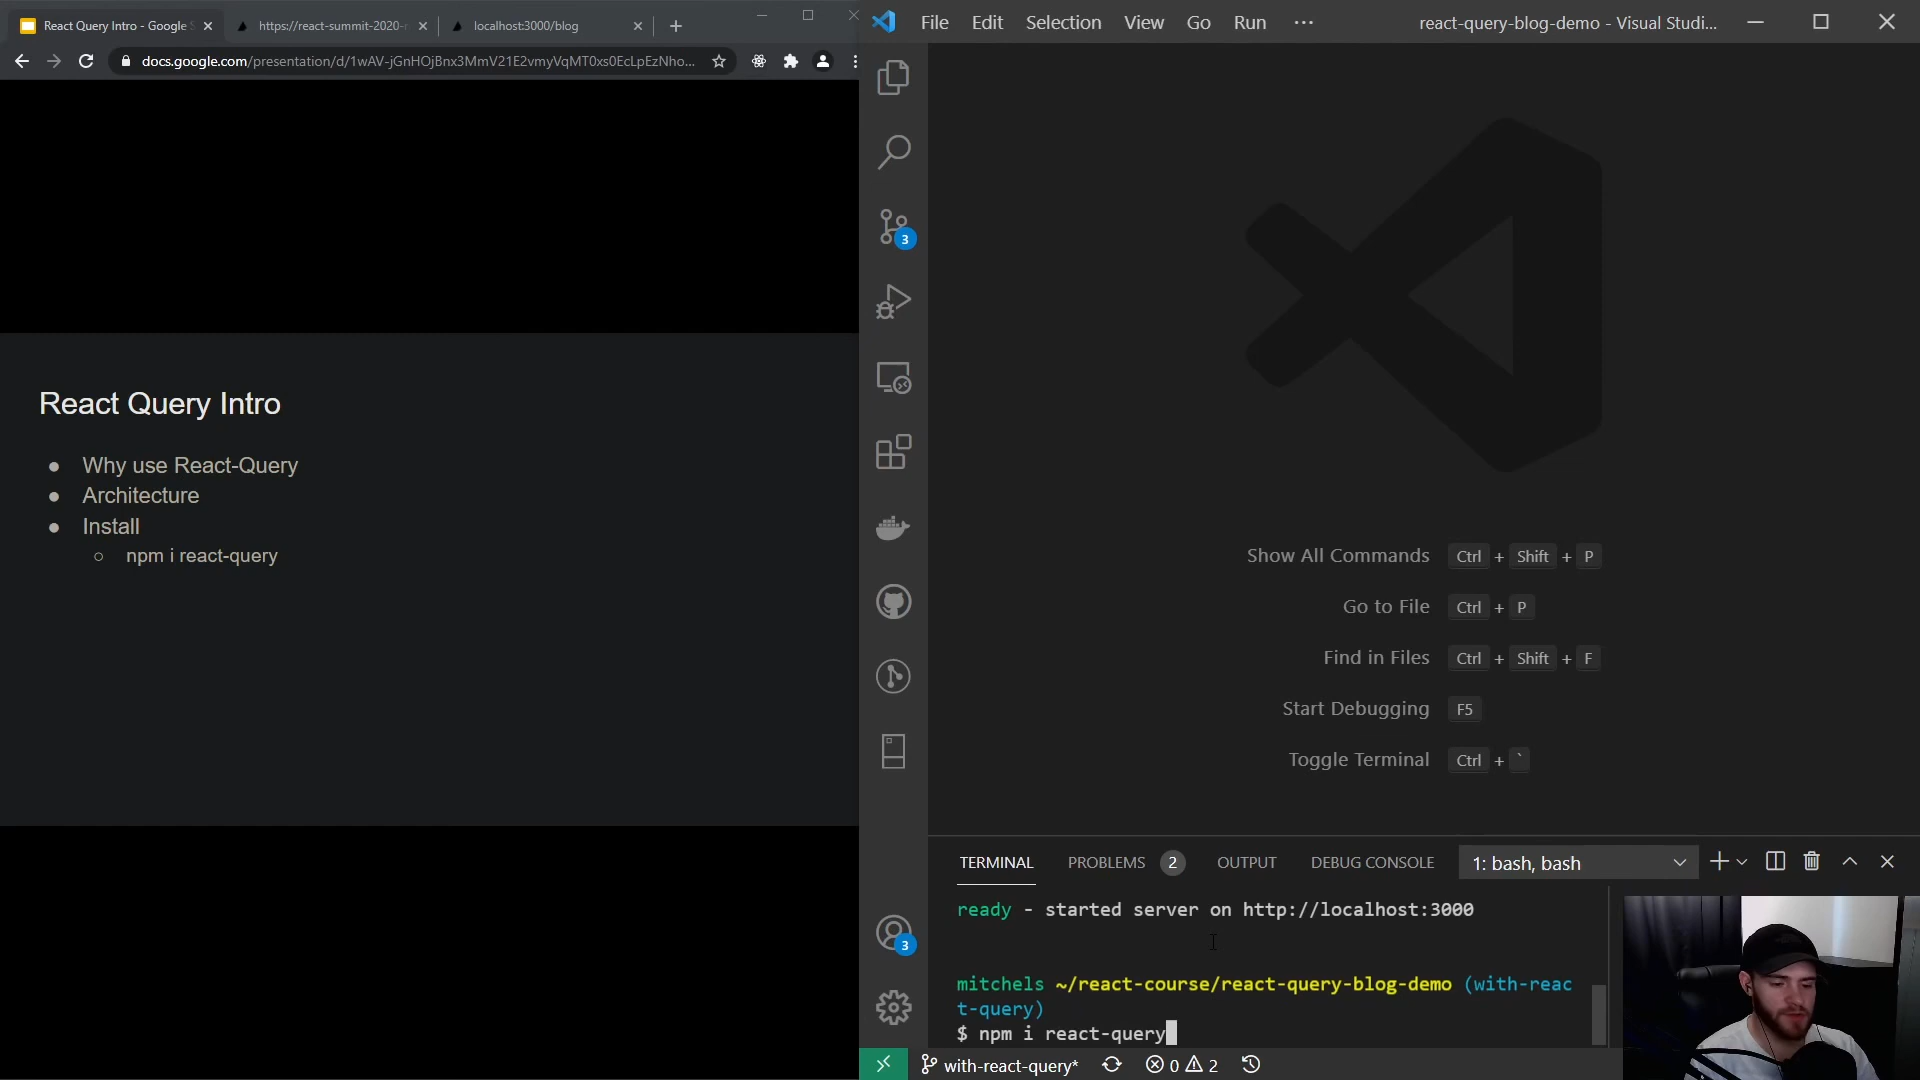 React Query Intro - Google S
https://react-summit-2020-r
localhost:3000/blog
docs.google.com/presentation/d/1wAV-jGnHOjBnx3MmV21E2vmyVqMT0xs0EcLpEzNho...
React Query Intro
● Why use React-Query
● Architecture
● Install
○ npm i react-query
File Edit Selection View Go Run ···
react-query-blog-demo - Visual Studi...
3
3
Show All Commands Ctrl + Shift + P
Go to File Ctrl + P
Find in Files Ctrl + Shift + F
Start Debugging F5
Toggle Terminal Ctrl + `
TERMINAL PROBLEMS 2 OUTPUT DEBUG CONSOLE 1: bash, bash
ready - started server on http://localhost:3000
mitchels ~/react-course/react-query-blog-demo (with-reac
t-query)
$ npm i react-query
with-react-query* 0 2